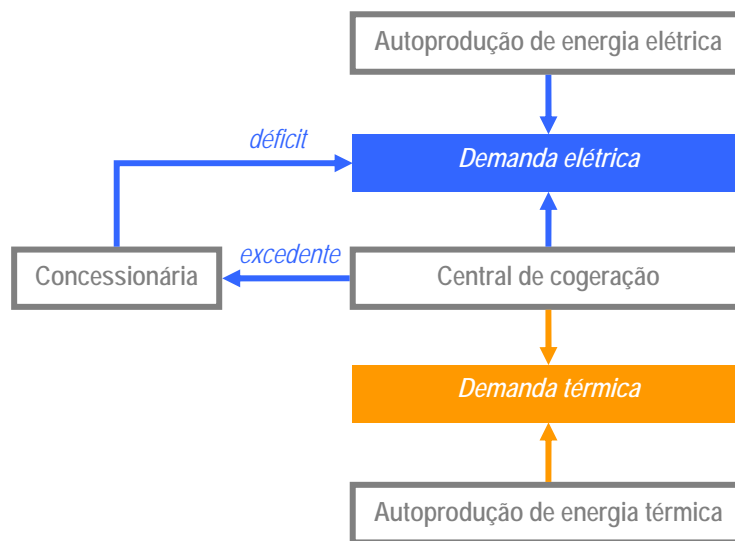 Autoprodução de energia elétrica
déficit
Demanda elétrica
excedente
Concessionária
Central de cogeração
Demanda térmica
Autoprodução de energia térmica